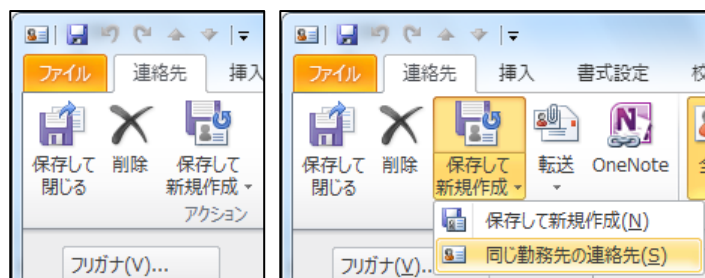 ファイル 連絡先 挿入
保存して
閉じる
削除
保存して
新規作成
アクション
フリガナ(V)...
ファイル 連絡先 挿入 書式設定
保存して
閉じる
削除
保存して
新規作成
転送
OneNote
保存して新規作成(N)
同じ勤務先の連絡先(S)
フリガナ(V)..